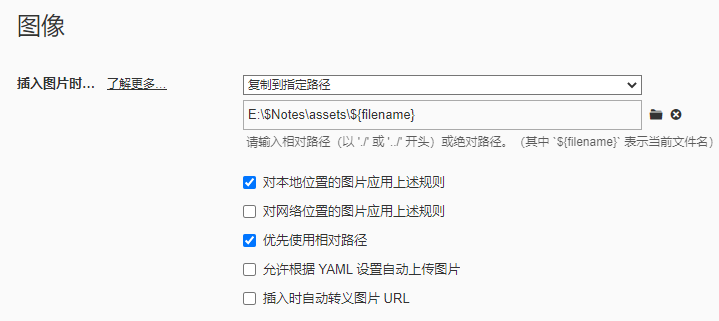 图像
插入图片时... 了解更多...
复制到指定路径
E:\$Notes\assets\${filename}
请输入相对路径（以 './' 或 '../' 开头）或绝对路径。（其中 `${filename}` 表示当前文件名）
对本地位置的图片应用上述规则
对网络位置的图片应用上述规则
优先使用相对路径
允许根据 YAML 设置自动上传图片
插入时自动转义图片 URL